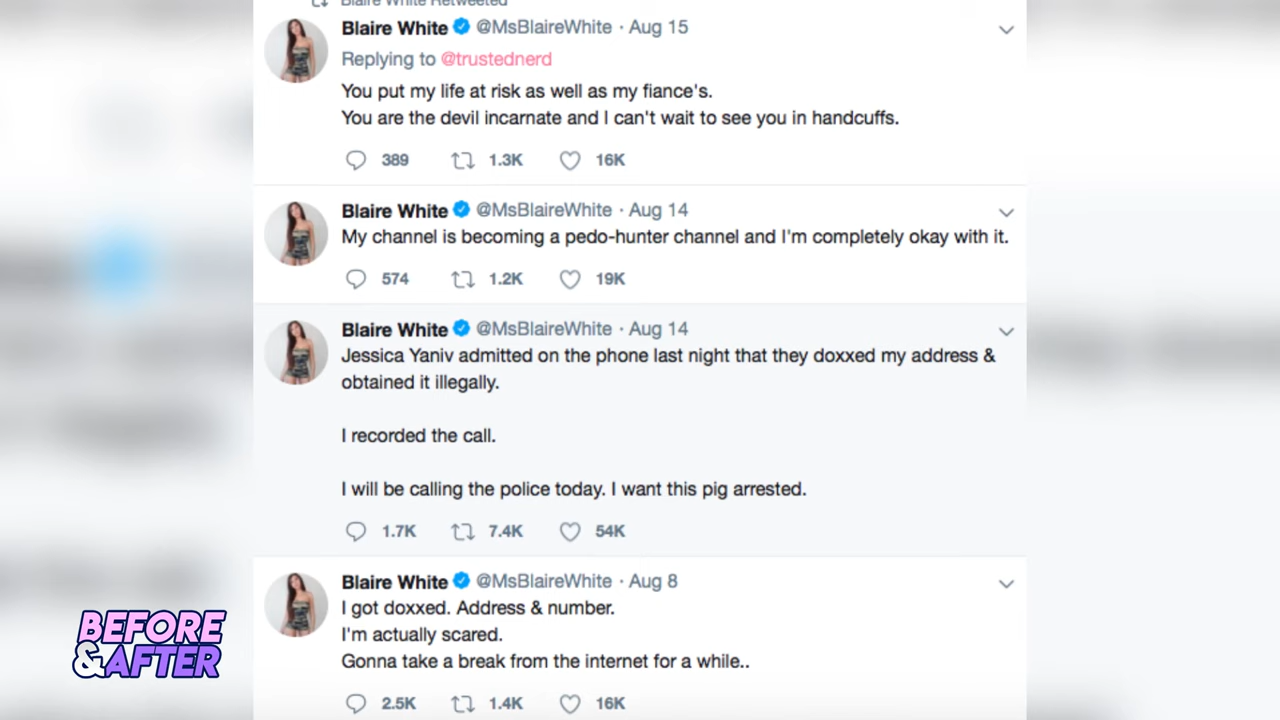 Blaire White Retweeted
Blaire White @MsBlaireWhite · Aug 15
Replying to @trustednerd
You put my life at risk as well as my fiance's.
You are the devil incarnate and I can't wait to see you in handcuffs.
389 1.3K 16K
Blaire White @MsBlaireWhite · Aug 14
My channel is becoming a pedo-hunter channel and I'm completely okay with it.
574 1.2K 19K
Blaire White @MsBlaireWhite · Aug 14
Jessica Yaniv admitted on the phone last night that they doxxed my address &
obtained it illegally.
I recorded the call.
I will be calling the police today. I want this pig arrested.
1.7K 7.4K 54K
Blaire White @MsBlaireWhite · Aug 8
I got doxxed. Address & number.
I'm actually scared.
Gonna take a break from the internet for a while..
2.5K 1.4K 16K
BEFORE
&AFTER